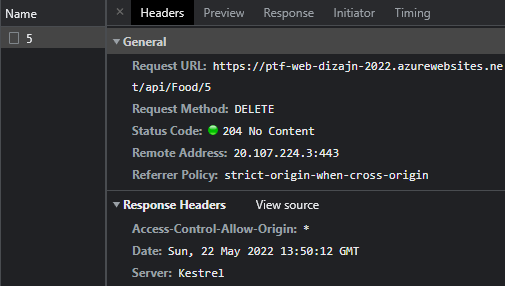 Name
× Headers Preview Response Initiator Timing
5
▼ General
Request URL: https://ptf-web-dizajn-2022.azurewebsites.ne
t/api/Food/5
Request Method: DELETE
Status Code: 204 No Content
Remote Address: 20.107.224.3:443
Referrer Policy: strict-origin-when-cross-origin
▼ Response Headers View source
Access-Control-Allow-Origin: *
Date: Sun, 22 May 2022 13:50:12 GMT
Server: Kestrel